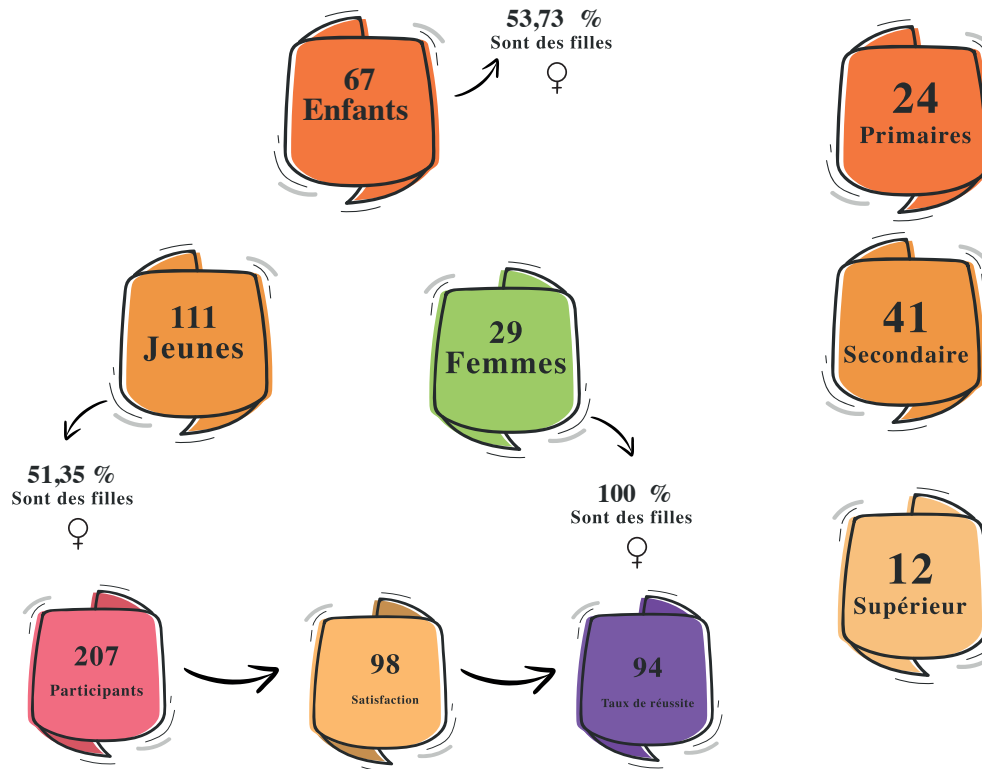 53,73 %
Sont des filles
67
Enfants
24
Primaires
111
Jeunes
29
Femmes
41
Secondaire
51,35 %
Sont des filles
100 %
Sont des filles
12
Supérieur
207
Participants
98
Satisfaction
94
Taux de réussite